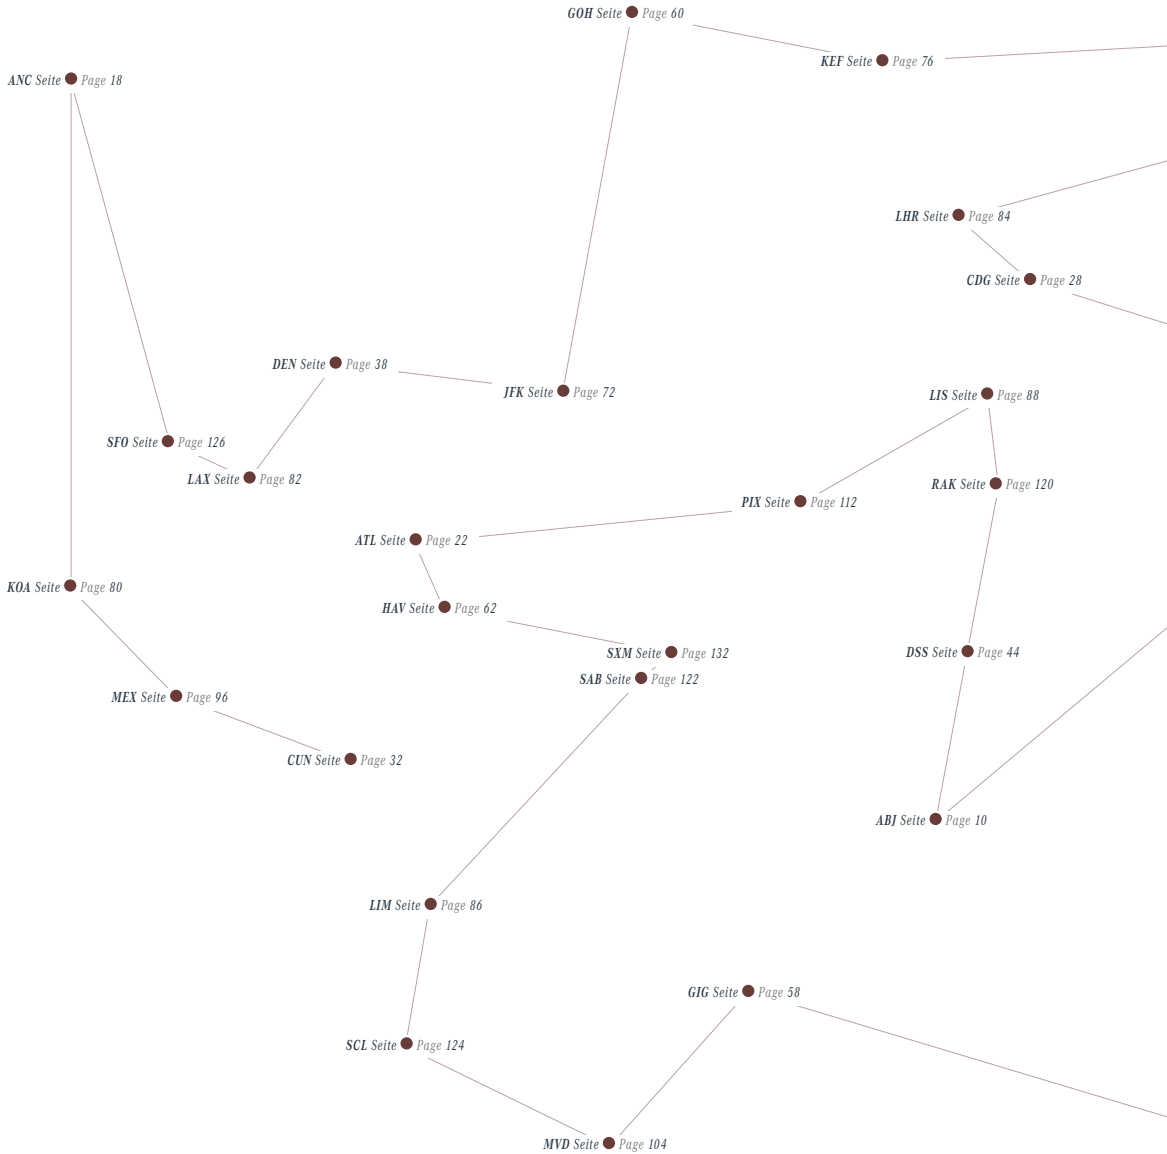 GOH Seite Page 60
KEF Seite Page 76
ANC Seite Page 18
LHR Seite Page 84
CDG Seite Page 28
DEN Seite Page 38
JFK Seite Page 72
LIS Seite Page 88
SFO Seite Page 126
LAX Seite Page 82
RAK Seite Page 120
PIX Seite Page 112
ATL Seite Page 22
KOA Seite Page 80
HAV Seite Page 62
SXM Seite Page 132
DSS Seite Page 44
SAB Seite Page 122
MEX Seite Page 96
CUN Seite Page 32
ABJ Seite Page 10
LIM Seite Page 86
GIG Seite Page 58
SCL Seite Page 124
MVD Seite Page 104